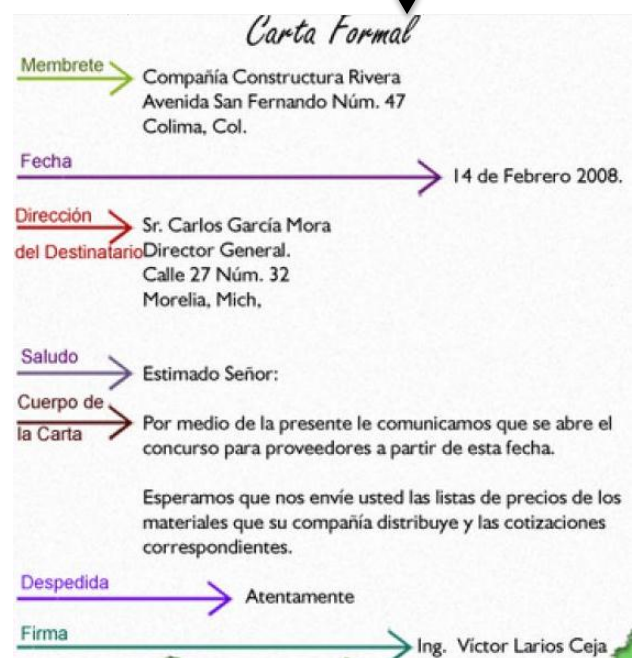 Carta Formal
Membrete
Compañía Constructura Rivera
Avenida San Fernando Núm. 47
Colima, Col.
Fecha
14 de Febrero 2008.
Dirección
del Destinatario
Sr. Carlos García Mora
Director General.
Calle 27 Núm. 32
Morelia, Mich,
Saludo
Estimado Señor:
Cuerpo de
la Carta
Por medio de la presente le comunicamos que se abre el
concurso para proveedores a partir de esta fecha.
Esperamos que nos envíe usted las listas de precios de los
materiales que su compañía distribuye y las cotizaciones
correspondientes.
Despedida
Atentamente
Firma
Ing. Víctor Larios Ceja